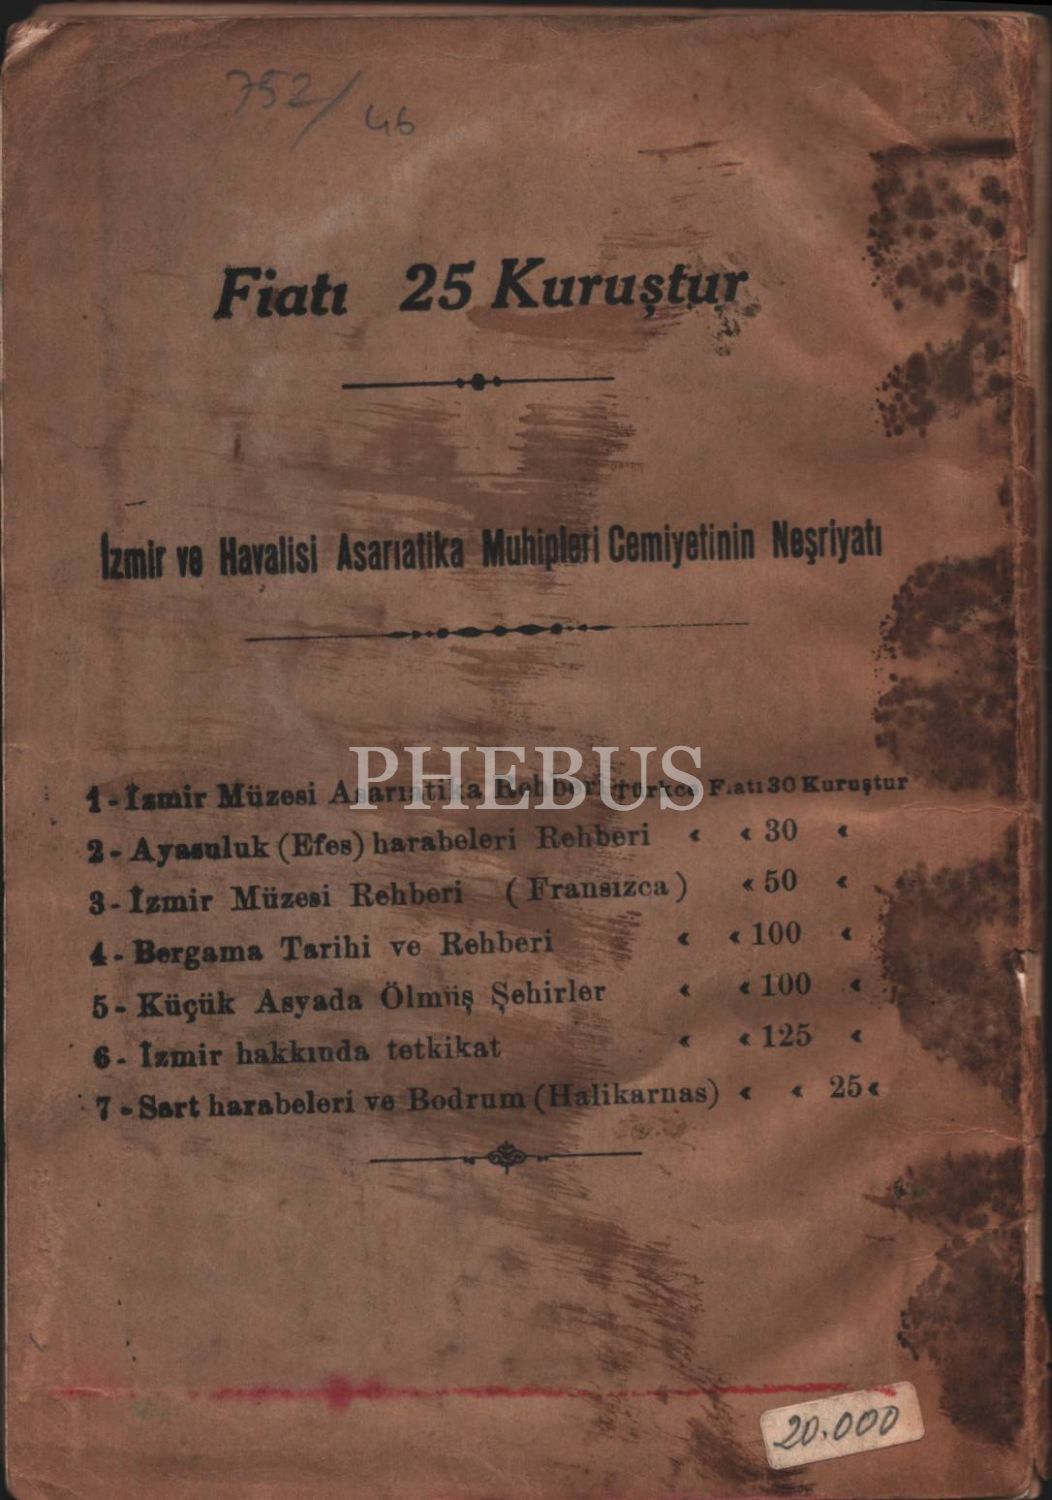 752/46
Fiatı 25 Kuruştur
İzmir ve Havalisi Asarıatika Muhipleri Cemiyetinin Neşriyatı
PHEBUS
1 - İzmir Müzesi Asarıatika Rehberi Türkçe Fiatı 30 Kuruştur
2 - Ayasuluk (Efes) harabeleri Rehberi « « 30 «
3 - İzmir Müzesi Rehberi ( Fransızca ) « 50 «
4 - Bergama Tarihi ve Rehberi « « 100 «
5 - Küçük Asyada Ölmüş Şehirler « « 100 «
6 - İzmir hakkında tetkikat « « 125 «
7 - Sart harabeleri ve Bodrum (Halikarnas) « « 25 «
20.000